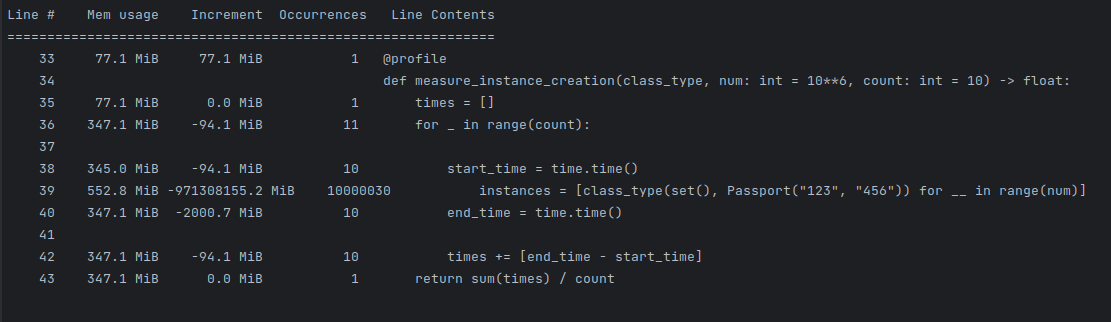 Line #    Mem usage    Increment  Occurrences   Line Contents
=============================================================
    33     77.1 MiB     77.1 MiB           1   @profile
    34                                         def measure_instance_creation(class_type, num: int = 10**6, count: int = 10) -> float:
    35     77.1 MiB      0.0 MiB           1       times = []
    36    347.1 MiB    -94.1 MiB          11       for _ in range(count):
    37
    38    345.0 MiB    -94.1 MiB          10           start_time = time.time()
    39    552.8 MiB -971308155.2 MiB    10000030           instances = [class_type(set(), Passport("123", "456")) for __ in range(num)]
    40    347.1 MiB  -2000.7 MiB          10           end_time = time.time()
    41
    42    347.1 MiB    -94.1 MiB          10           times += [end_time - start_time]
    43    347.1 MiB      0.0 MiB           1       return sum(times) / count